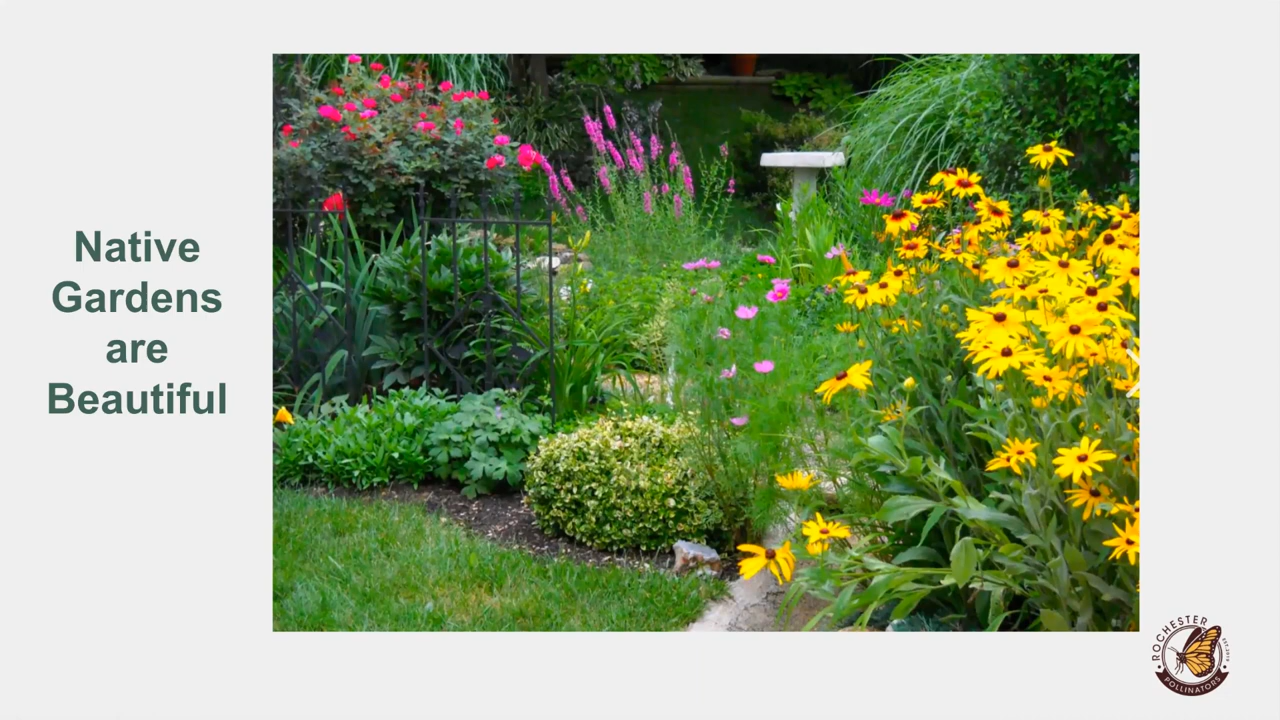 Native
Gardens
are
Beautiful
ROCHESTER
POLLINATORS